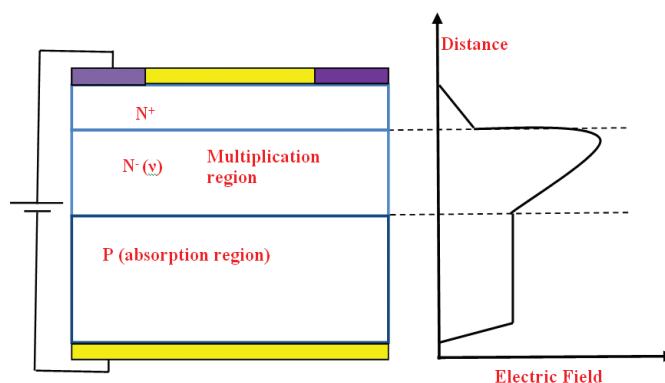 Distance
N⁺
N⁻ (ν) Multiplication
region
P (absorption region)
Electric Field